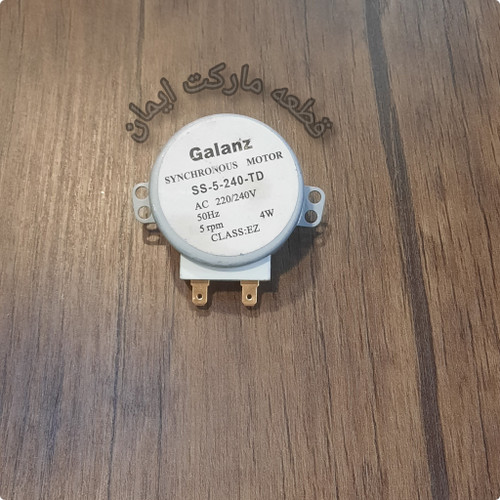 قطعه مارکت ایمان
Galanz
SYNCHRONOUS MOTOR
SS-5-240-TD
AC 220/240V
50Hz
5 rpm 4W
CLASS:EZ